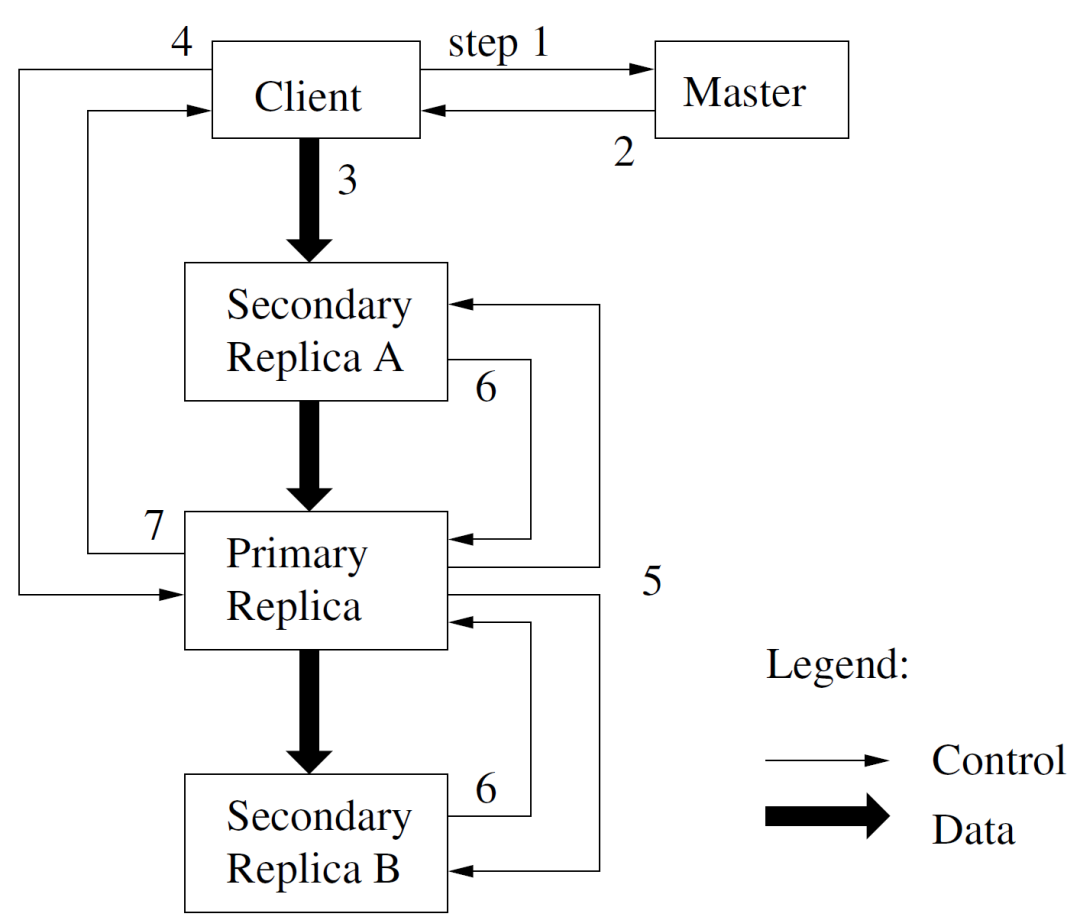 4
step 1
Client
Master
2
3
Secondary
Replica A
6
7
Primary
Replica
5
Legend:
Control
6
Secondary
Replica B
Data